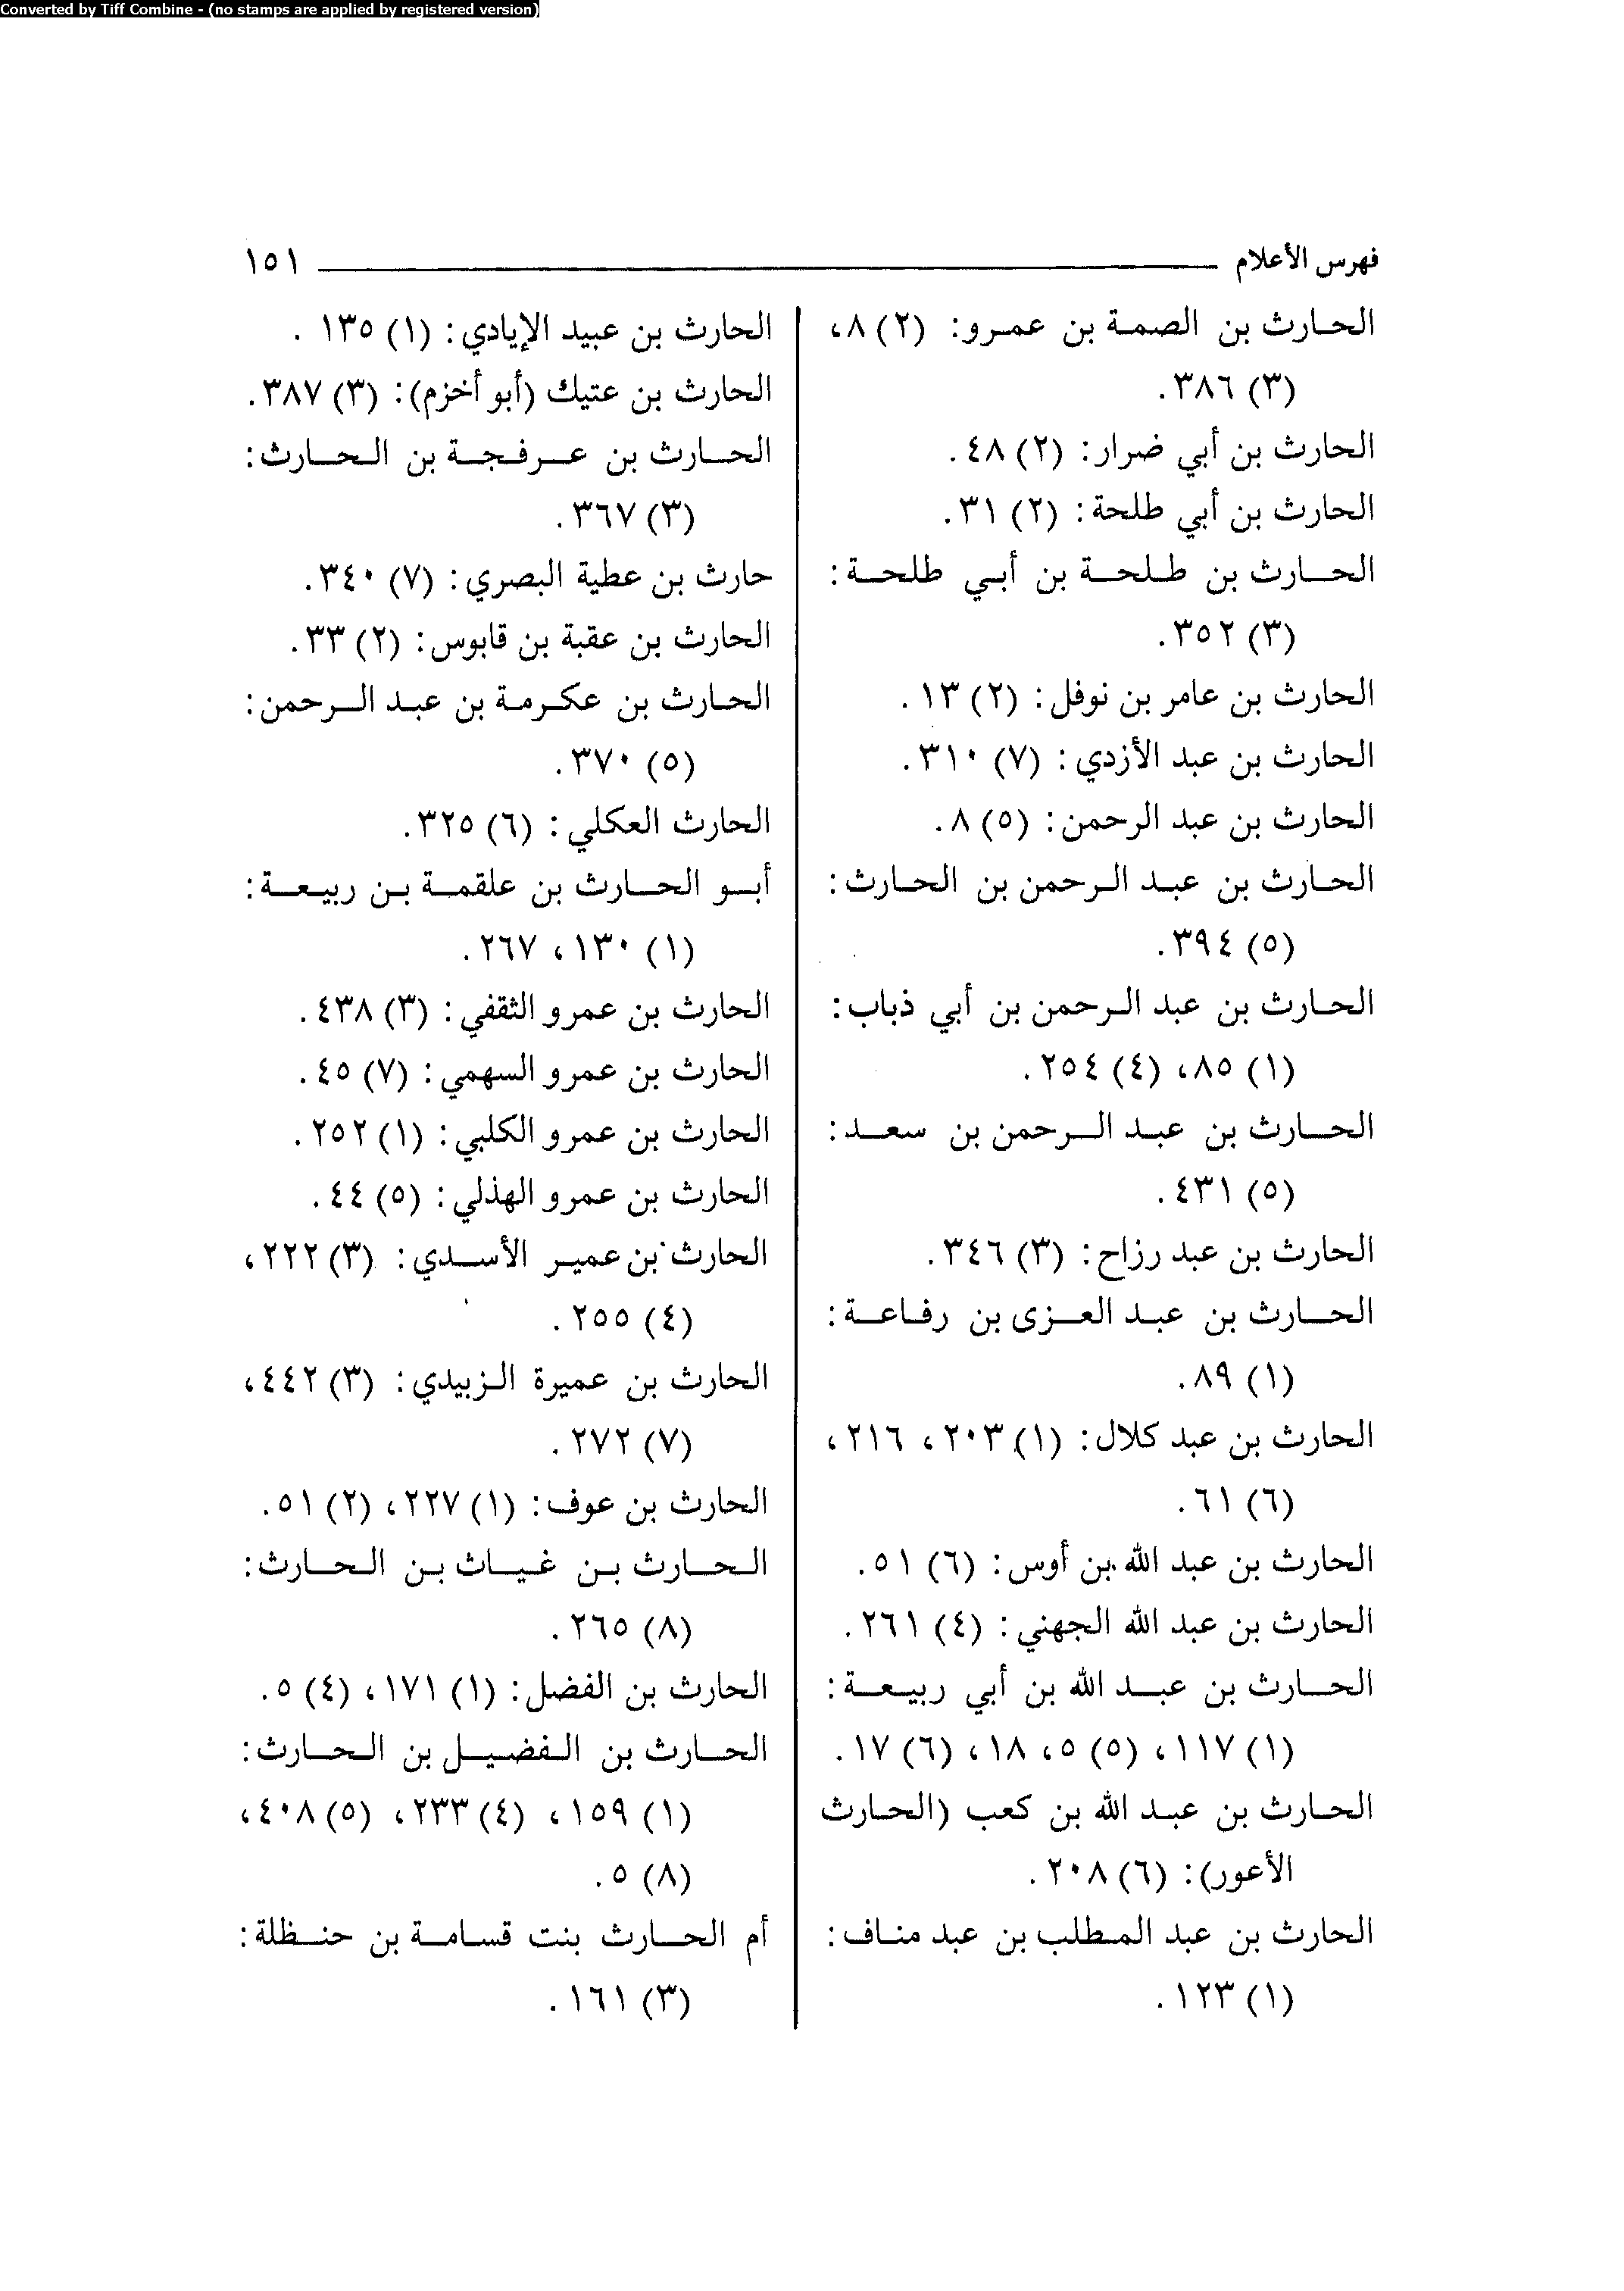 Converted by Tiff Combine - (no stamps are applied by registered version)
فهرس الأعلام ١٥١
الحارث بن الصمة بن عمرو: (٢) ٨،
(٣) ٣٨٦.
الحارث بن أبي ضرار: (٢) ٤٨.
الحارث بن أبي طلحة: (٢) ٣١.
الحارث بن طلحة بن أبي طلحة:
(٣) ٣٥٢.
الحارث بن عامر بن نوفل: (٢) ١٣.
الحارث بن عبد الأزدي: (٧) ٣١٠.
الحارث بن عبد الرحمن: (٥) ٨.
الحارث بن عبد الرحمن بن الحارث:
(٥) ٣٩٤.
الحارث بن عبد الرحمن بن أبي ذباب:
(١) ٨٥، (٤) ٢٥٤.
الحارث بن عبد الرحمن بن سعد:
(٥) ٤٣١.
الحارث بن عبد رزاح: (٣) ٣٤٦.
الحارث بن عبد العزى بن رفاعة:
(١) ٨٩.
الحارث بن عبد كلال: (١) ٢٠٣، ٢١٦،
(٦) ٦١.
الحارث بن عبد الله بن أوس: (٦) ٥١.
الحارث بن عبد الله الجهني: (٤) ٢٦١.
الحارث بن عبد الله بن أبي ربيعة:
(١) ١١٧، (٥) ٥، ١٨، (٦) ١٧.
الحارث بن عبد الله بن كعب (الحارث
الأعور): (٦) ٢٠٨.
الحارث بن عبد المطلب بن عبد مناف:
(١) ١٢٣.
الحارث بن عبيد الإيادي: (١) ١٣٥.
الحارث بن عتيك (أبو أخزم): (٣) ٣٨٧.
الحارث بن عرفجة بن الحارث:
(٣) ٣٦٧.
حارث بن عطية البصري: (٧) ٣٤٠.
الحارث بن عقبة بن قابوس: (٢) ٣٣.
الحارث بن عكرمة بن عبد الرحمن:
(٥) ٣٧٠.
الحارث العكلي: (٦) ٣٢٥.
أبو الحارث بن علقمة بن ربيعة:
(١) ١٣٠، ٢٦٧.
الحارث بن عمرو الثقفي: (٣) ٤٣٨.
الحارث بن عمرو السهمي: (٧) ٤٥.
الحارث بن عمرو الكلبي: (١) ٢٥٢.
الحارث بن عمرو الهذلي: (٥) ٤٤.
الحارث بن عمير الأسدي: (٣) ٢٢٢،
(٤) ٢٥٥.
الحارث بن عميرة الزبيدي: (٣) ٤٤٢،
(٧) ٢٧٢.
الحارث بن عوف: (١) ٢٢٧، (٢) ٥١.
الحارث بن غياث بن الحارث:
(٨) ٢٦٥.
الحارث بن الفضل: (١) ١٧١، (٤) ٥.
الحارث بن الفضيل بن الحارث:
(١) ١٥٩، (٤) ٢٣٣، (٥) ٤٠٨،
(٨) ٥.
أم الحارث بنت قسامة بن حنظلة:
(٣) ١٦١.